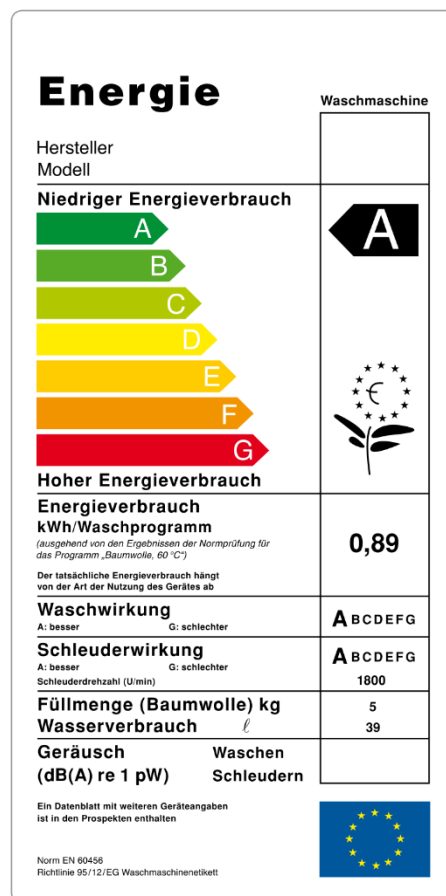 Energie
Waschmaschine
Hersteller
Modell
Niedriger Energieverbrauch
A
A
B
C
D
E
F
G
Hoher Energieverbrauch
Energieverbrauch
kWh/Waschprogramm
(ausgehend von den Ergebnissen der Normprüfung für
das Programm „Baumwolle, 60 °C“)
0,89
Der tatsächliche Energieverbrauch hängt
von der Art der Nutzung des Gerätes ab
Waschwirkung
A: besser G: schlechter
A BCDEFG
Schleuderwirkung
A: besser G: schlechter
A BCDEFG
Schleuderdrehzahl (U/min) 1800
Füllmenge (Baumwolle) kg 5
Wasserverbrauch ℓ 39
Geräusch Waschen
(dB(A) re 1 pW) Schleudern
Ein Datenblatt mit weiteren Geräteangaben
ist in den Prospekten enthalten
Norm EN 60456
Richtlinie 95/12/EG Waschmaschinenetikett